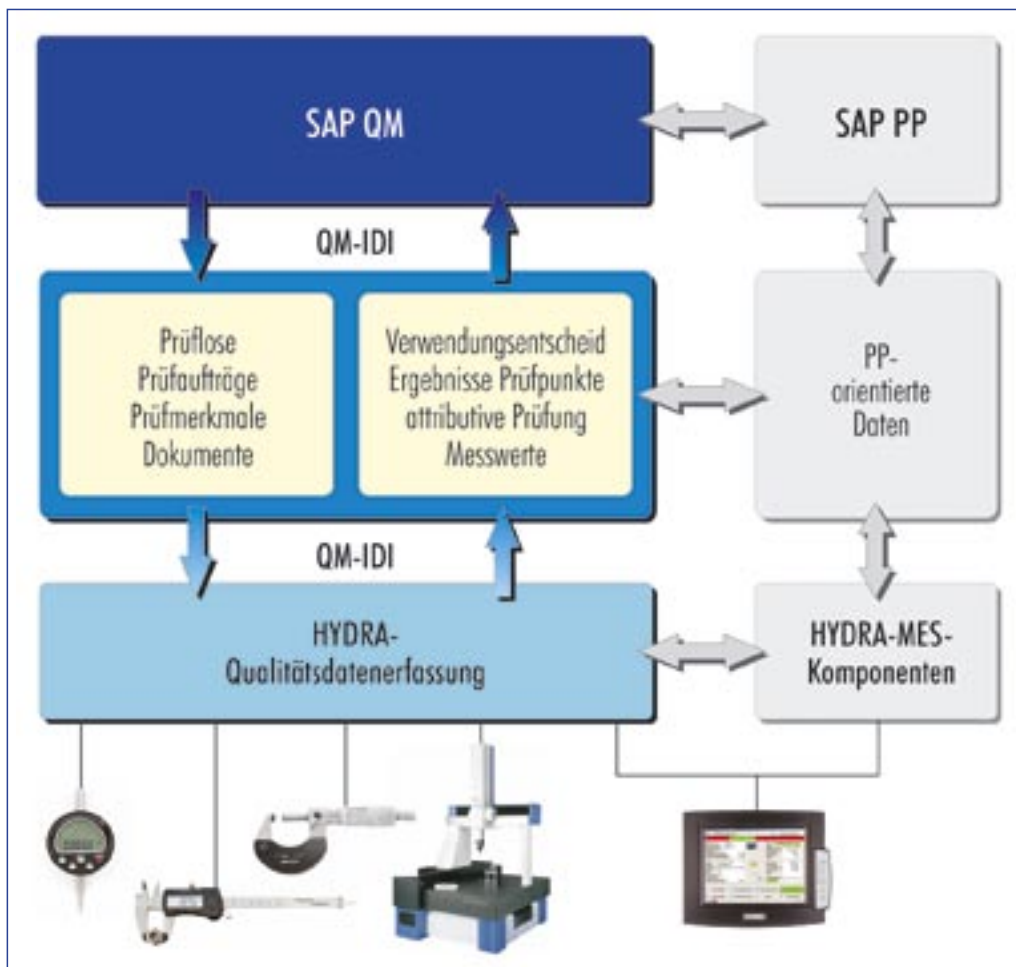 SAP QM
SAP PP
QM-IDI
Prüflose
Prüfaufträge
Prüfmerkmale
Dokumente
Verwendungsentscheid
Ergebnisse Prüfpunkte
attributive Prüfung
Messwerte
PP-
orientierte
Daten
QM-IDI
HYDRA-
Qualitätsdatenerfassung
HYDRA-MES-
Komponenten